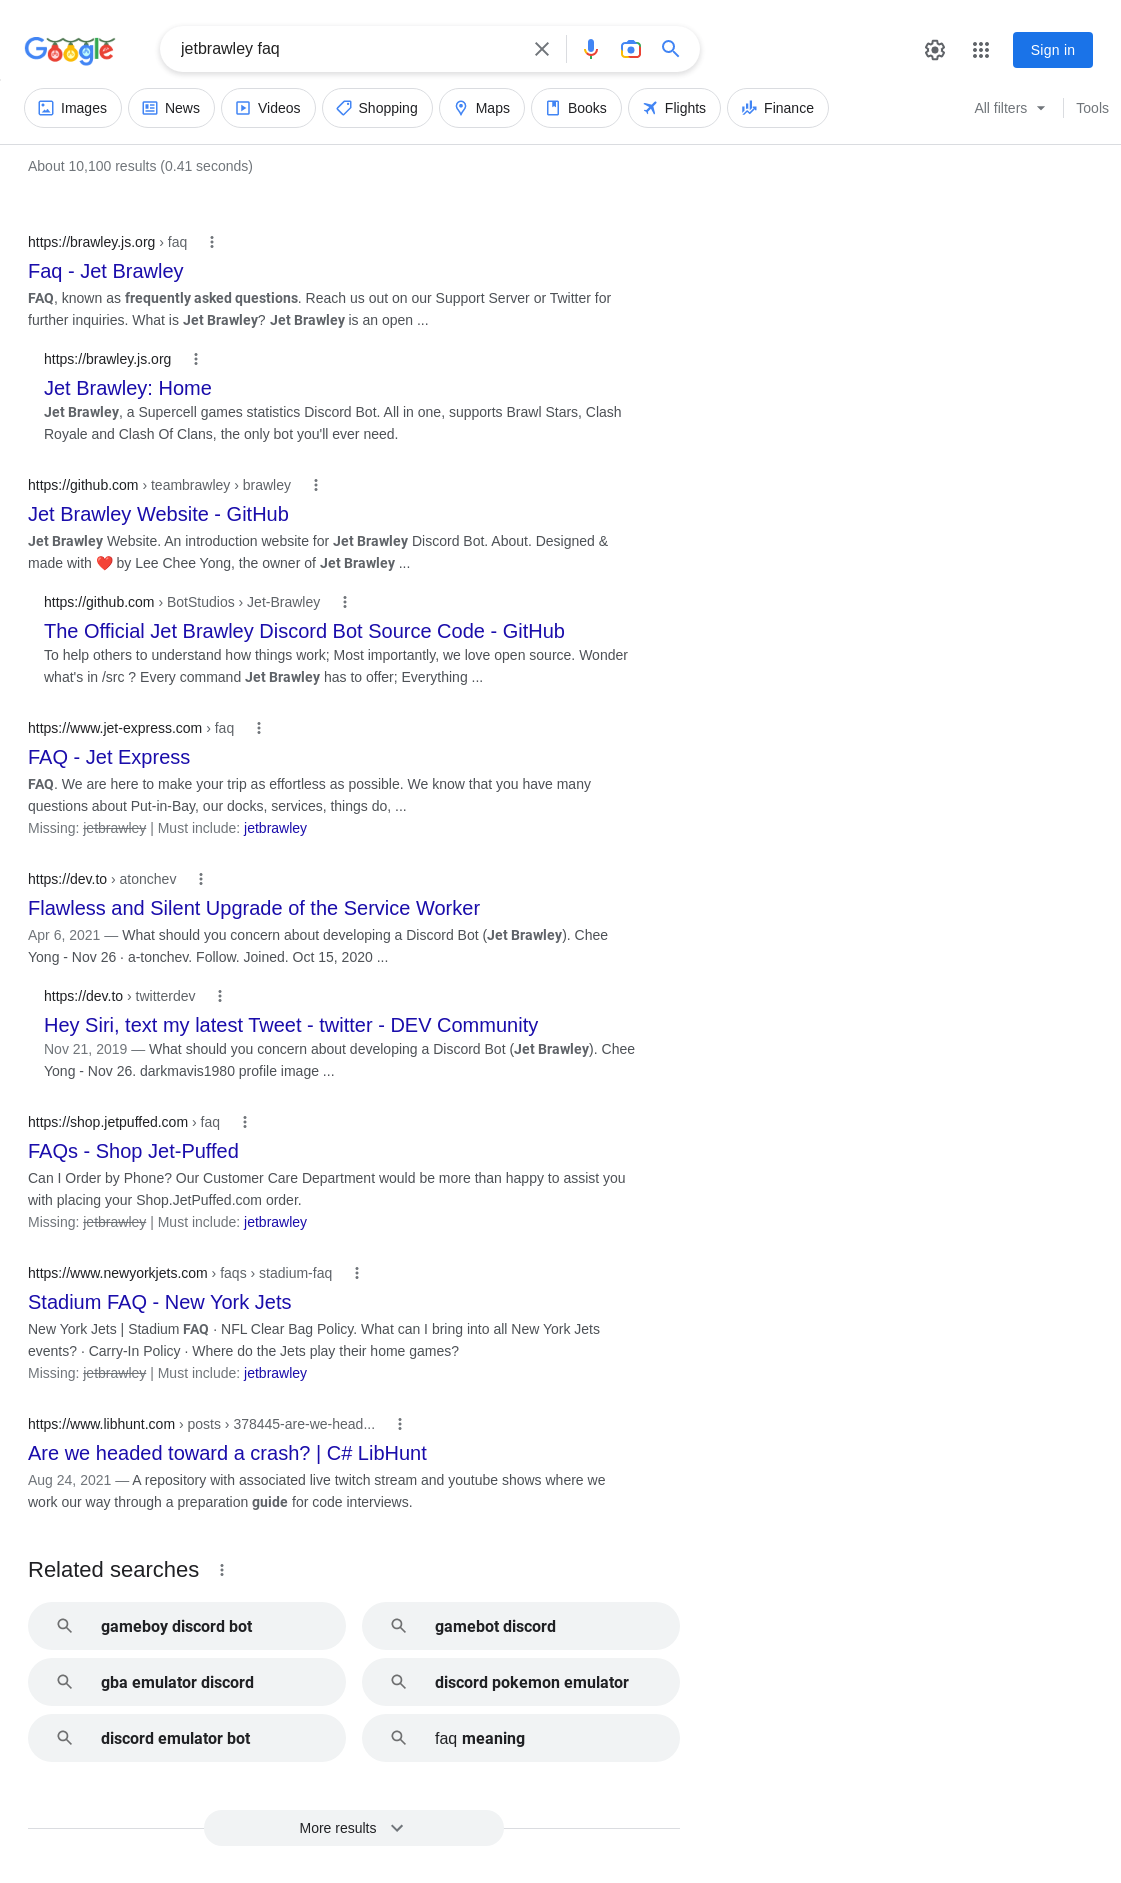 Google
jetbrawley faq
Sign in
Images News Videos Shopping Maps Books Flights Finance All filters Tools
About 10,100 results (0.41 seconds)
https://brawley.js.org › faq
Faq - Jet Brawley
FAQ, known as frequently asked questions. Reach us out on our Support Server or Twitter for
further inquiries. What is Jet Brawley? Jet Brawley is an open ...
https://brawley.js.org
Jet Brawley: Home
Jet Brawley, a Supercell games statistics Discord Bot. All in one, supports Brawl Stars, Clash
Royale and Clash Of Clans, the only bot you'll ever need.
https://github.com › teambrawley › brawley
Jet Brawley Website - GitHub
Jet Brawley Website. An introduction website for Jet Brawley Discord Bot. About. Designed &
made with ❤️ by Lee Chee Yong, the owner of Jet Brawley ...
https://github.com › BotStudios › Jet-Brawley
The Official Jet Brawley Discord Bot Source Code - GitHub
To help others to understand how things work; Most importantly, we love open source. Wonder
what's in /src ? Every command Jet Brawley has to offer; Everything ...
https://www.jet-express.com › faq
FAQ - Jet Express
FAQ. We are here to make your trip as effortless as possible. We know that you have many
questions about Put-in-Bay, our docks, services, things do, ...
Missing: jetbrawley | Must include: jetbrawley
https://dev.to › atonchev
Flawless and Silent Upgrade of the Service Worker
Apr 6, 2021 — What should you concern about developing a Discord Bot (Jet Brawley). Chee
Yong - Nov 26 · a-tonchev. Follow. Joined. Oct 15, 2020 ...
https://dev.to › twitterdev
Hey Siri, text my latest Tweet - twitter - DEV Community
Nov 21, 2019 — What should you concern about developing a Discord Bot (Jet Brawley). Chee
Yong - Nov 26. darkmavis1980 profile image ...
https://shop.jetpuffed.com › faq
FAQs - Shop Jet-Puffed
Can I Order by Phone? Our Customer Care Department would be more than happy to assist you
with placing your Shop.JetPuffed.com order.
Missing: jetbrawley | Must include: jetbrawley
https://www.newyorkjets.com › faqs › stadium-faq
Stadium FAQ - New York Jets
New York Jets | Stadium FAQ · NFL Clear Bag Policy. What can I bring into all New York Jets
events? · Carry-In Policy · Where do the Jets play their home games?
Missing: jetbrawley | Must include: jetbrawley
https://www.libhunt.com › posts › 378445-are-we-head...
Are we headed toward a crash? | C# LibHunt
Aug 24, 2021 — A repository with associated live twitch stream and youtube shows where we
work our way through a preparation guide for code interviews.
Related searches
gameboy discord bot
gamebot discord
gba emulator discord
discord pokemon emulator
discord emulator bot
faq meaning
More results